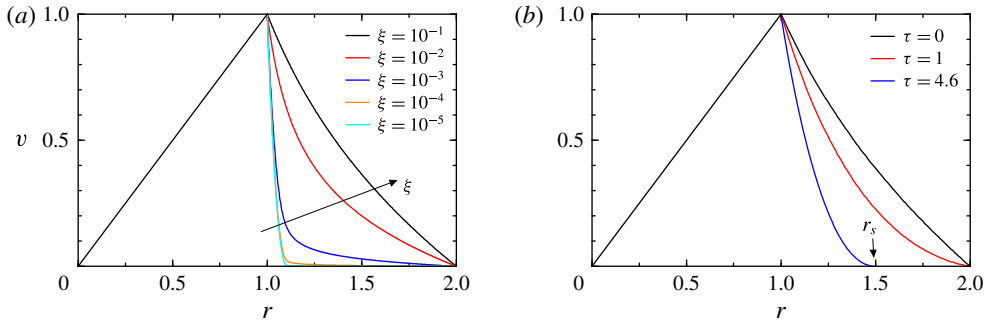 (a)
1.0
0.5
v
0
0.5
1.0
1.5
2.0
r
ξ = 10⁻¹
ξ = 10⁻²
ξ = 10⁻³
ξ = 10⁻⁴
ξ = 10⁻⁵
ξ
(b)
1.0
0.5
0
0.5
1.0
1.5
2.0
r
τ = 0
τ = 1
τ = 4.6
rₛ